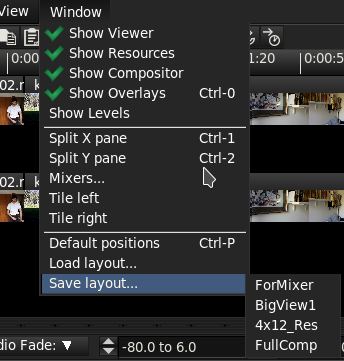 View Window
Show Viewer
Show Resources
Show Compositor
Show Overlays Ctrl-0
Show Levels
Split X pane Ctrl-1
Split Y pane Ctrl-2
Mixers...
Tile left
Tile right
Default positions Ctrl-P
Load layout...
Save layout...
ForMixer
BigView1
4x12_Res
FullComp
0:00
1:20
0:00:5
02.r
02.r
dio Fade:
-80.0 to 6.0